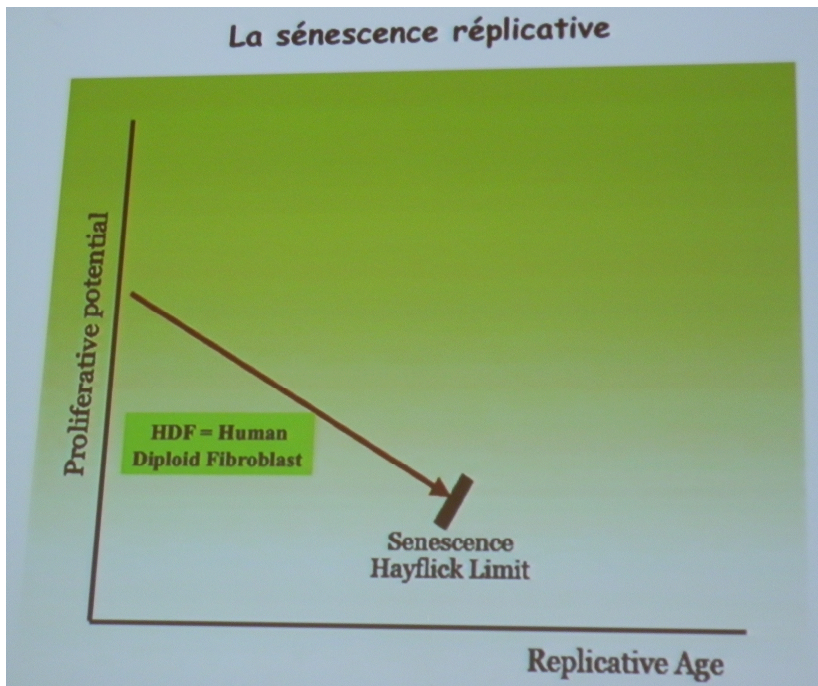 La sénescence réplicative
Proliferative potential
HDF = Human
Diploid Fibroblast
Senescence
Hayflick Limit
Replicative Age